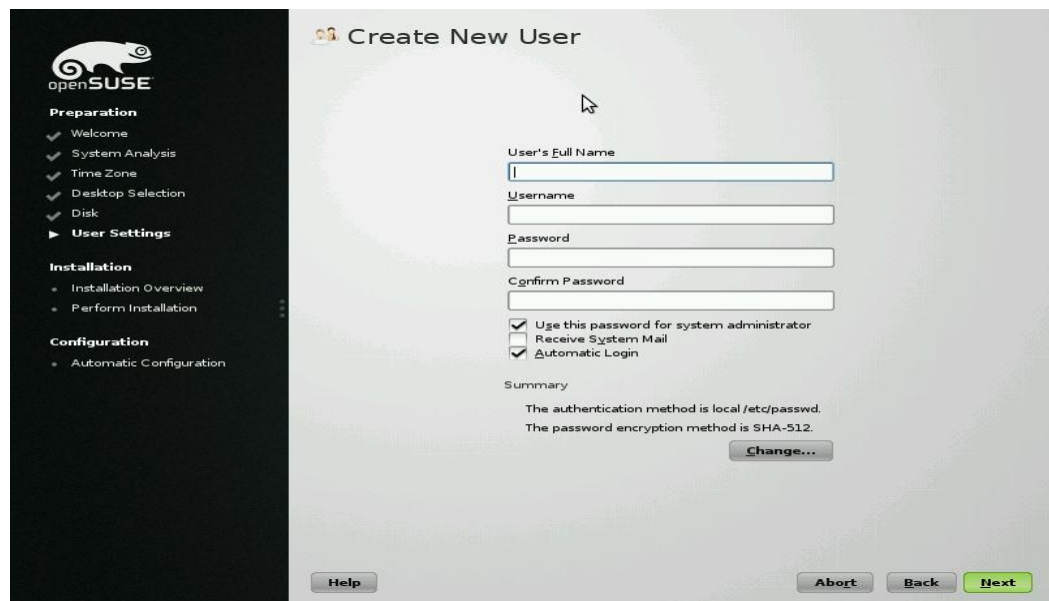 openSUSE
Preparation
Welcome
System Analysis
Time Zone
Desktop Selection
Disk
User Settings
Installation
Installation Overview
Perform Installation
Configuration
Automatic Configuration
Create New User
User's Full Name
Username
Password
Confirm Password
Use this password for system administrator
Receive System Mail
Automatic Login
Summary
The authentication method is local /etc/passwd.
The password encryption method is SHA-512.
Change...
Help
Abort
Back
Next